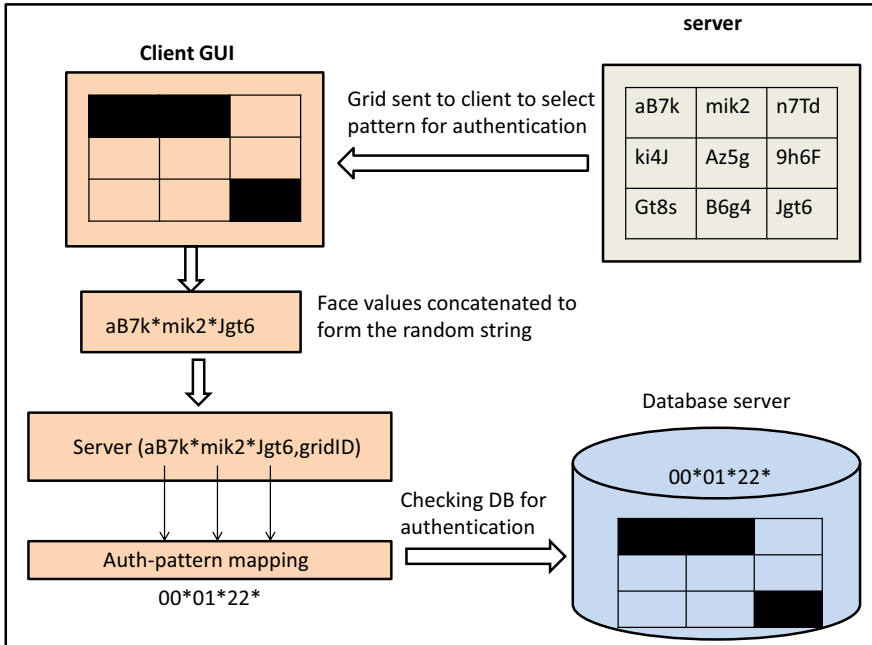 server
Client GUI
Grid sent to client to select
pattern for authentication
aB7k mik2 n7Td
ki4J Az5g 9h6F
Gt8s B6g4 Jgt6
aB7k*mik2*Jgt6
Face values concatenated to
form the random string
Server (aB7k*mik2*Jgt6,gridID)
Checking DB for
authentication
Auth-pattern mapping
00*01*22*
Database server
00*01*22*